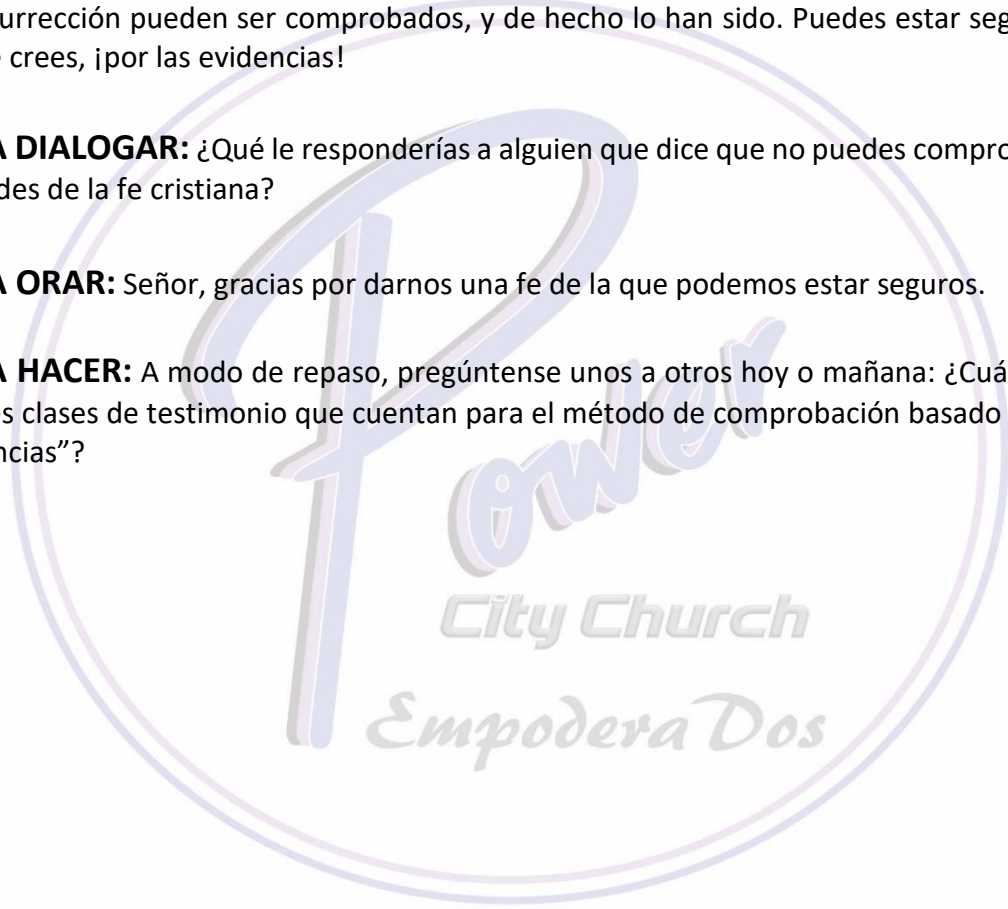 urrección pueden ser comprobados, y de hecho lo han sido. Puedes estar seg
e crees, ¡por las evidencias!
A DIALOGAR: ¿Qué le responderías a alguien que dice que no puedes compro
des de la fe cristiana?
A ORAR: Señor, gracias por darnos una fe de la que podemos estar seguros.
A HACER: A modo de repaso, pregúntense unos a otros hoy o mañana: ¿Cuá
es clases de testimonio que cuentan para el método de comprobación basado
ncias”?
Power
City Church
EmpoderaDos